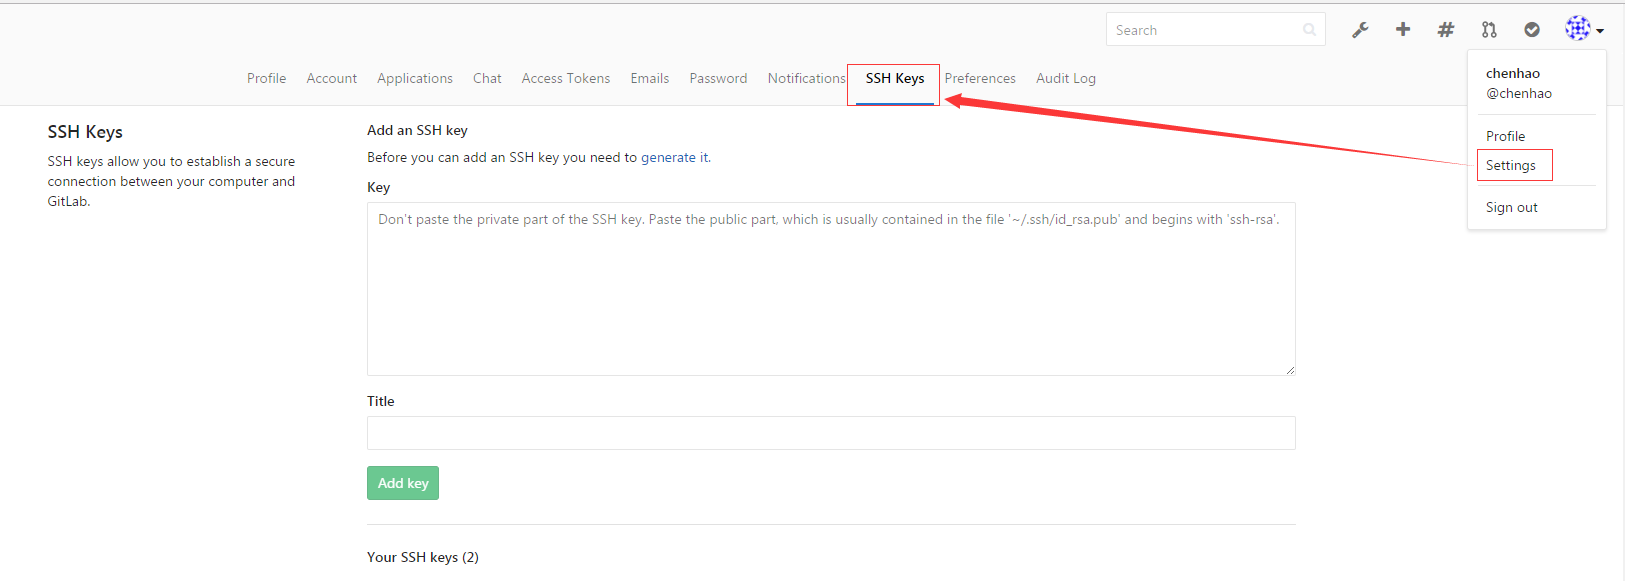 Search
chenhao
@chenhao
Profile
Settings
Sign out
Profile Account Applications Chat Access Tokens Emails Password Notifications SSH Keys Preferences Audit Log
SSH Keys
SSH keys allow you to establish a secure
connection between your computer and
GitLab.
Add an SSH key
Before you can add an SSH key you need to generate it.
Key
Don't paste the private part of the SSH key. Paste the public part, which is usually contained in the file '~/.ssh/id_rsa.pub' and begins with 'ssh-rsa'.
Title
Add key
Your SSH keys (2)